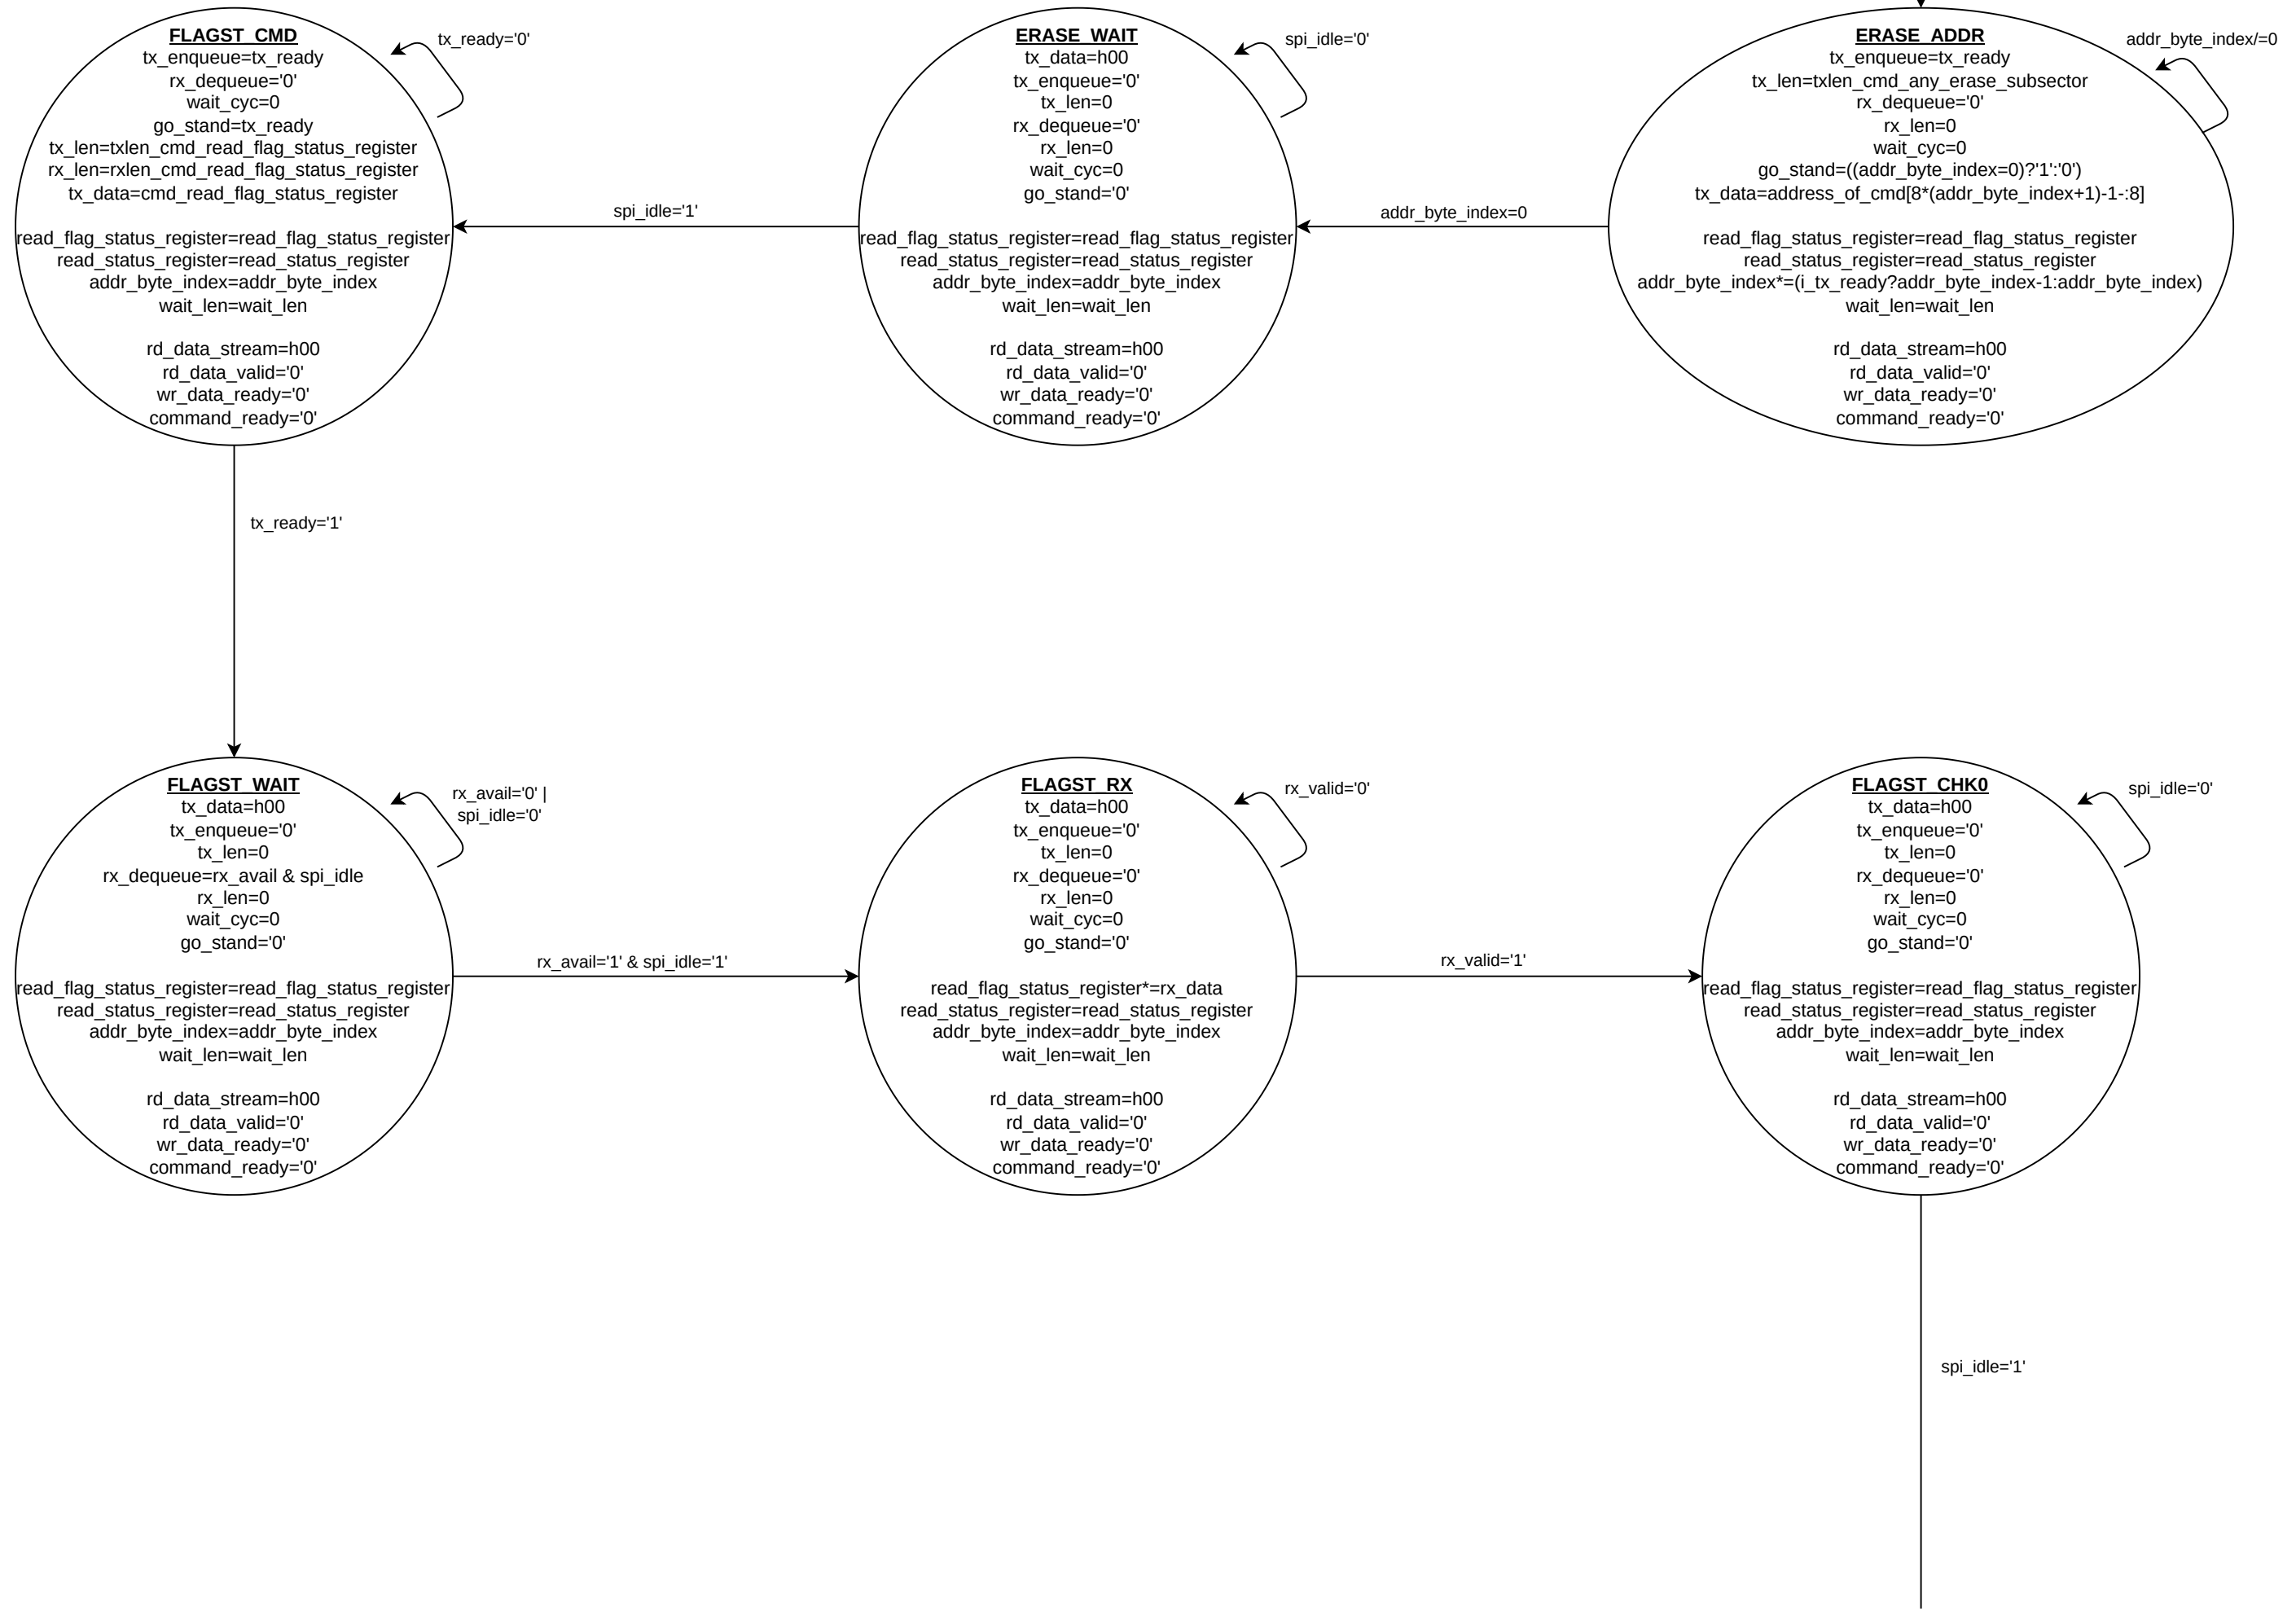 FLAGST_CMD
tx_enqueue=tx_ready
rx_dequeue='0'
wait_cyc=0
go_stand=tx_ready
tx_len=txlen_cmd_read_flag_status_register
rx_len=rxlen_cmd_read_flag_status_register
tx_data=cmd_read_flag_status_register
read_flag_status_register=read_flag_status_register
read_status_register=read_status_register
addr_byte_index=addr_byte_index
wait_len=wait_len
rd_data_stream=h00
rd_data_valid='0'
wr_data_ready='0'
command_ready='0'
tx_ready='0'
spi_idle='1'
ERASE_WAIT
tx_data=h00
tx_enqueue='0'
tx_len=0
rx_dequeue='0'
rx_len=0
wait_cyc=0
go_stand='0'
read_flag_status_register=read_flag_status_register
read_status_register=read_status_register
addr_byte_index=addr_byte_index
wait_len=wait_len
rd_data_stream=h00
rd_data_valid='0'
wr_data_ready='0'
command_ready='0'
spi_idle='0'
addr_byte_index=0
ERASE_ADDR
tx_enqueue=tx_ready
tx_len=txlen_cmd_any_erase_subsector
rx_dequeue='0'
rx_len=0
wait_cyc=0
go_stand=((addr_byte_index=0)?'1':'0')
tx_data=address_of_cmd[8*(addr_byte_index+1)-1-:8]
read_flag_status_register=read_flag_status_register
read_status_register=read_status_register
addr_byte_index*=(i_tx_ready?addr_byte_index-1:addr_byte_index)
wait_len=wait_len
rd_data_stream=h00
rd_data_valid='0'
wr_data_ready='0'
command_ready='0'
addr_byte_index/=0
tx_ready='1'
FLAGST_WAIT
tx_data=h00
tx_enqueue='0'
tx_len=0
rx_dequeue=rx_avail & spi_idle
rx_len=0
wait_cyc=0
go_stand='0'
read_flag_status_register=read_flag_status_register
read_status_register=read_status_register
addr_byte_index=addr_byte_index
wait_len=wait_len
rd_data_stream=h00
rd_data_valid='0'
wr_data_ready='0'
command_ready='0'
rx_avail='0' |
spi_idle='0'
rx_avail='1' & spi_idle='1'
FLAGST_RX
tx_data=h00
tx_enqueue='0'
tx_len=0
rx_dequeue='0'
rx_len=0
wait_cyc=0
go_stand='0'
read_flag_status_register*=rx_data
read_status_register=read_status_register
addr_byte_index=addr_byte_index
wait_len=wait_len
rd_data_stream=h00
rd_data_valid='0'
wr_data_ready='0'
command_ready='0'
rx_valid='0'
rx_valid='1'
FLAGST_CHK0
tx_data=h00
tx_enqueue='0'
tx_len=0
rx_dequeue='0'
rx_len=0
wait_cyc=0
go_stand='0'
read_flag_status_register=read_flag_status_register
read_status_register=read_status_register
addr_byte_index=addr_byte_index
wait_len=wait_len
rd_data_stream=h00
rd_data_valid='0'
wr_data_ready='0'
command_ready='0'
spi_idle='0'
spi_idle='1'